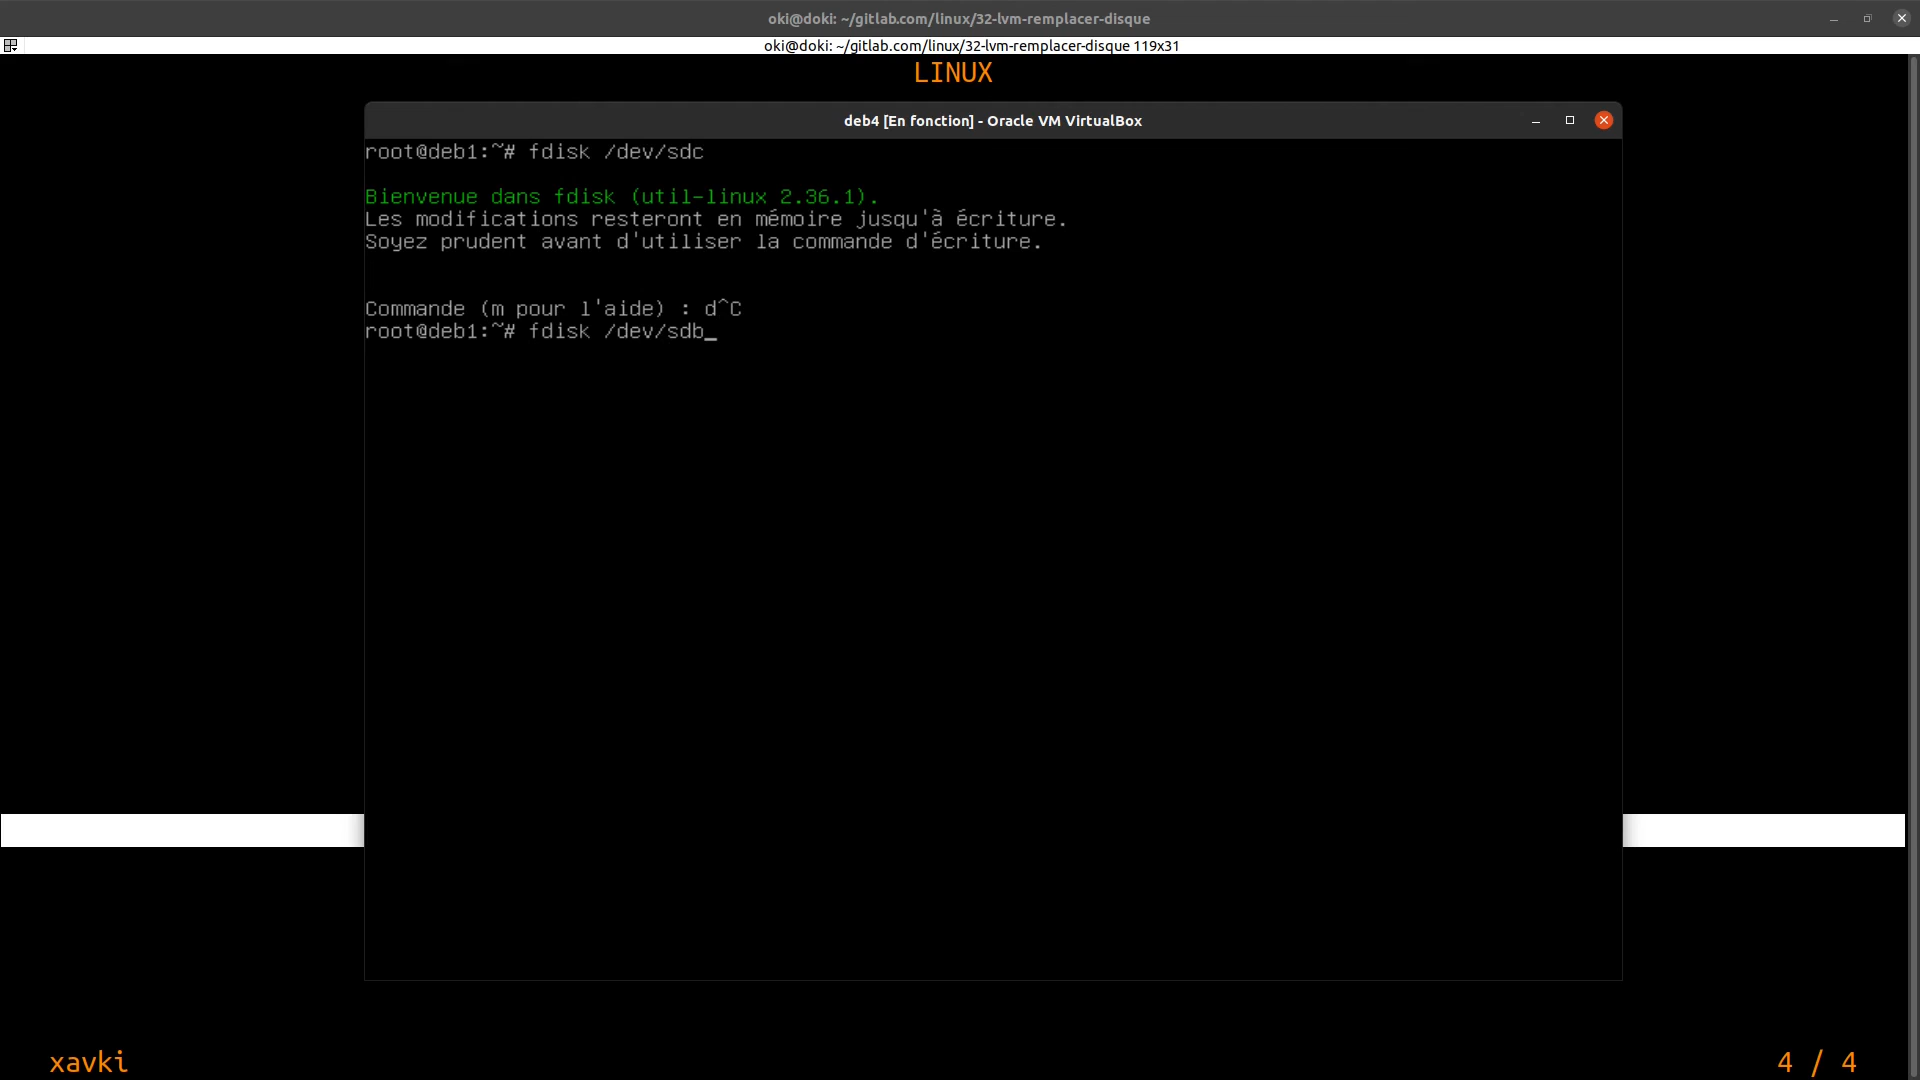 oki@doki: ~/gitlab.com/linux/32-lvm-remplacer-disque
oki@doki: ~/gitlab.com/linux/32-lvm-remplacer-disque 119x31
LINUX
deb4 [En fonction] - Oracle VM VirtualBox
root@deb1:~# fdisk /dev/sdc
Bienvenue dans fdisk (util-linux 2.36.1).
Les modifications resteront en mémoire jusqu'à écriture.
Soyez prudent avant d'utiliser la commande d'écriture.
Commande (m pour l'aide) : d^C
root@deb1:~# fdisk /dev/sdb_
xavki
4 / 4